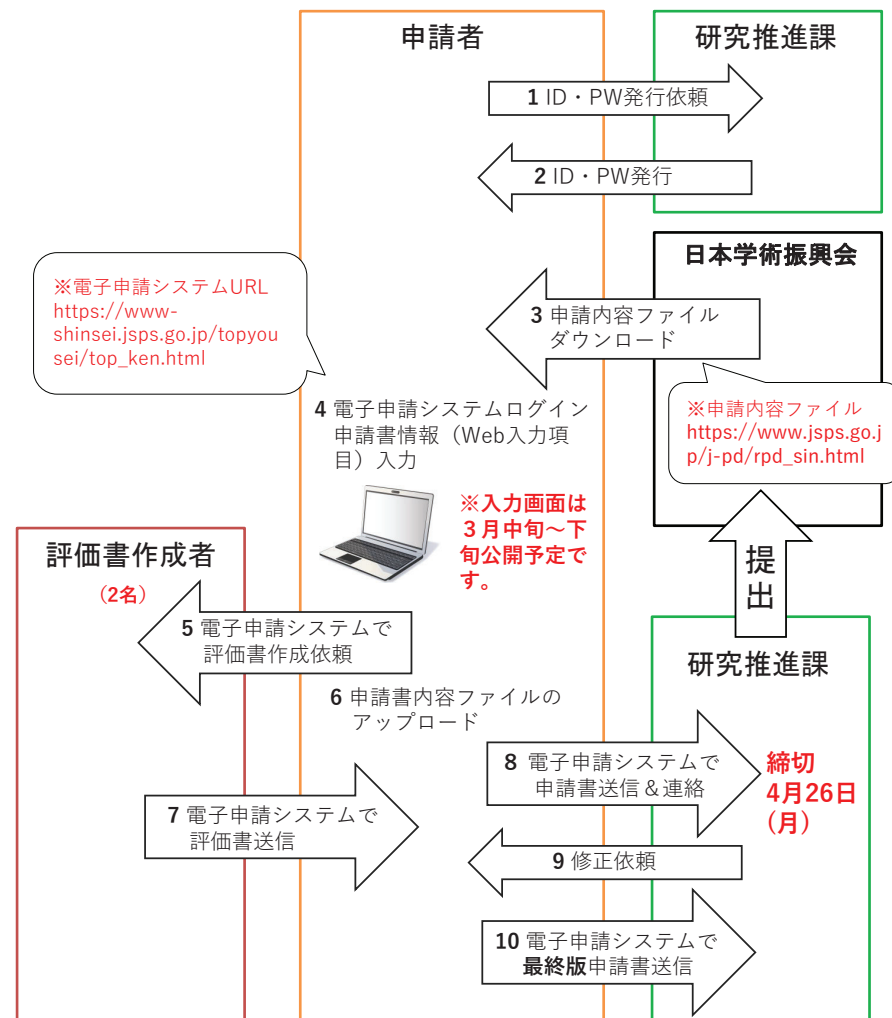 申請者
研究推進課
1 ID・PW発行依頼
2 ID・PW発行
日本学術振興会
※電子申請システムURL
https://www-
shinsei.jsps.go.jp/topyou
sei/top_ken.html
3 申請内容ファイル
ダウンロード
※申請内容ファイル
https://www.jsps.go.j
p/j-pd/rpd_sin.html
4 電子申請システムログイン
申請書情報（Web入力項
目）入力
※入力画面は
３月中旬～下
旬公開予定で
す。
提
出
評価書作成者
（2名）
5 電子申請システムで
評価書作成依頼
研究推進課
6 申請書内容ファイルの
アップロード
8 電子申請システムで
申請書送信＆連絡
締切
4月26日
(月)
7 電子申請システムで
評価書送信
9 修正依頼
10 電子申請システムで
最終版申請書送信